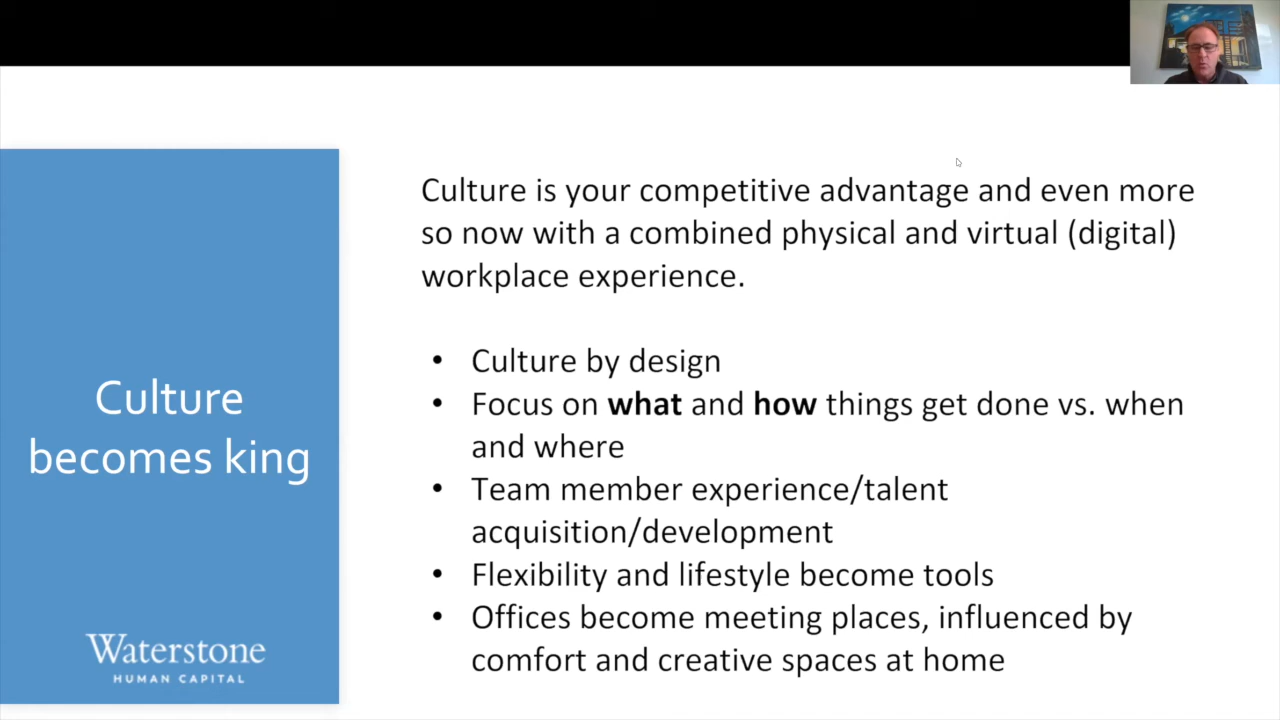 Culture is your competitive advantage and even more
so now with a combined physical and virtual (digital)
workplace experience.
• Culture by design
• Focus on what and how things get done vs. when
and where
• Team member experience/talent
acquisition/development
• Flexibility and lifestyle become tools
• Offices become meeting places, influenced by
comfort and creative spaces at home
Culture
becomes king
Waterstone
HUMAN CAPITAL